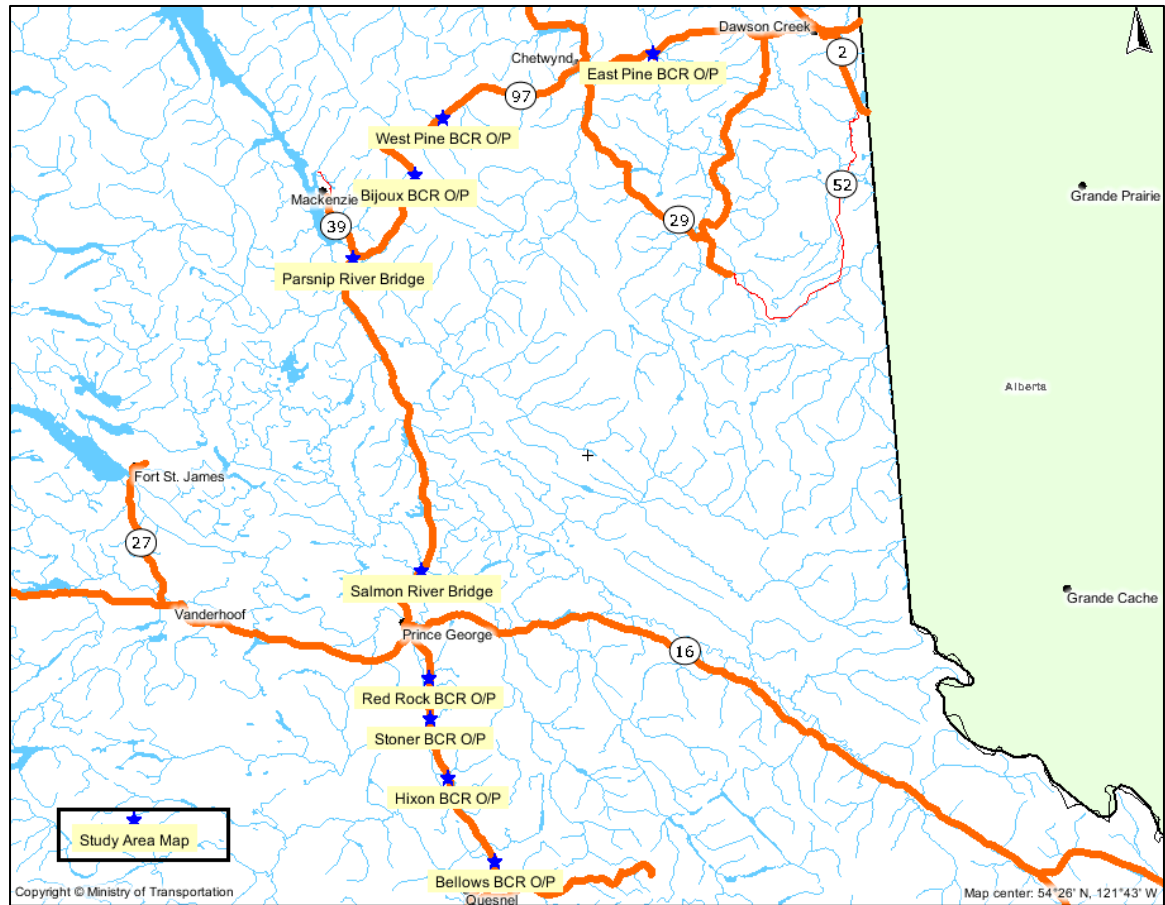 Dawson Creek
2
Chetwynd
East Pine BCR O/P
97
West Pine BCR O/P
52
Bijoux BCR O/P
Mackenzie
Grande Prairie
39
29
Parsnip River Bridge
Alberta
Fort St. James
27
Salmon River Bridge
Grande Cache
Vanderhoof
Prince George
16
Red Rock BCR O/P
Stoner BCR O/P
Hixon BCR O/P
Study Area Map
Bellows BCR O/P
Quesnel
Copyright © Ministry of Transportation
Map center: 54°26' N, 121°43' W